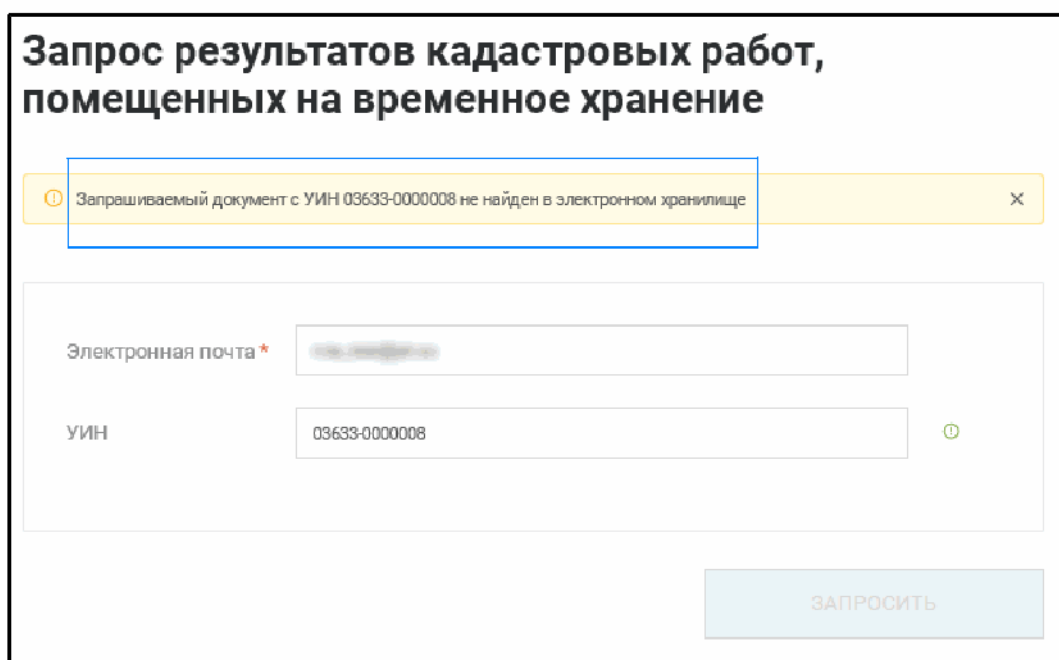 Запрос результатов кадастровых работ,
помещенных на временное хранение
Запрашиваемый документ с УИН 03633-0000008 не найден в электронном хранилище
Электронная почта *
УИН
03633-0000008
ЗАПРОСИТЬ